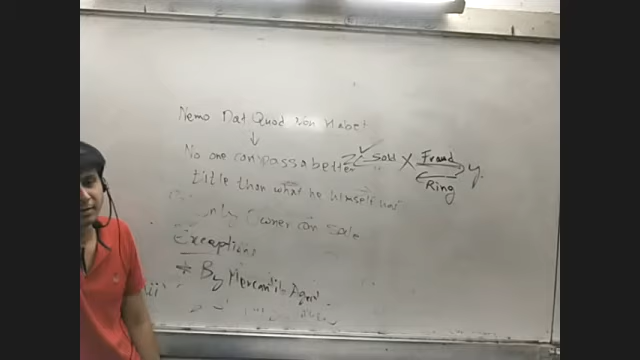 Nemo Dat Quod Non Habet
↓
No one can pass a better
title than what he himself has
Z ✓ Sold X Fraud Y
Ring
only Owner can sale
Exceptions
* By Mercantile Agent